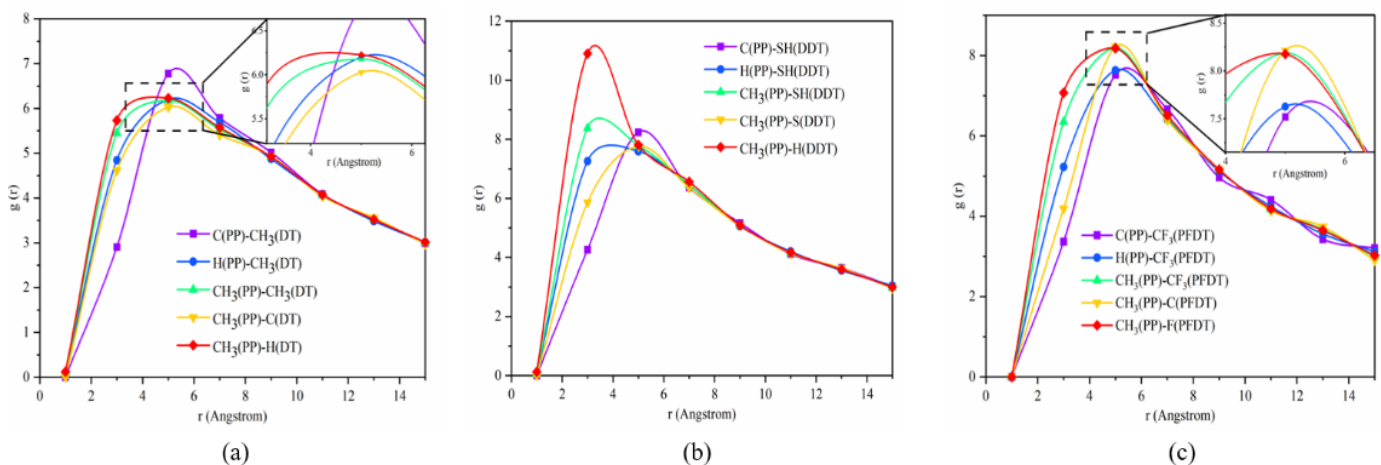 8
7
6
5
4
3
2
1
0
g (r)
0 2 4 6 8 10 12 14
r (Angstrom)
C(PP)-CH3(DT)
H(PP)-CH3(DT)
CH3(PP)-CH3(DT)
CH3(PP)-C(DT)
CH3(PP)-H(DT)
6.5
6.0
5.5
g (r)
4 6
r (Angstrom)
(a)
12
10
8
6
4
2
0
g (r)
0 2 4 6 8 10 12 14
r (Angstrom)
C(PP)-SH(DDT)
H(PP)-SH(DDT)
CH3(PP)-SH(DDT)
CH3(PP)-S(DDT)
CH3(PP)-H(DDT)
(b)
8
6
4
2
0
g (r)
0 2 4 6 8 10 12 14
r (Angstrom)
C(PP)-CF3(PFDT)
H(PP)-CF3(PFDT)
CH3(PP)-CF3(PFDT)
CH3(PP)-C(PFDT)
CH3(PP)-F(PFDT)
8.5
8.0
7.5
g (r)
4 6
r (Angstrom)
(c)